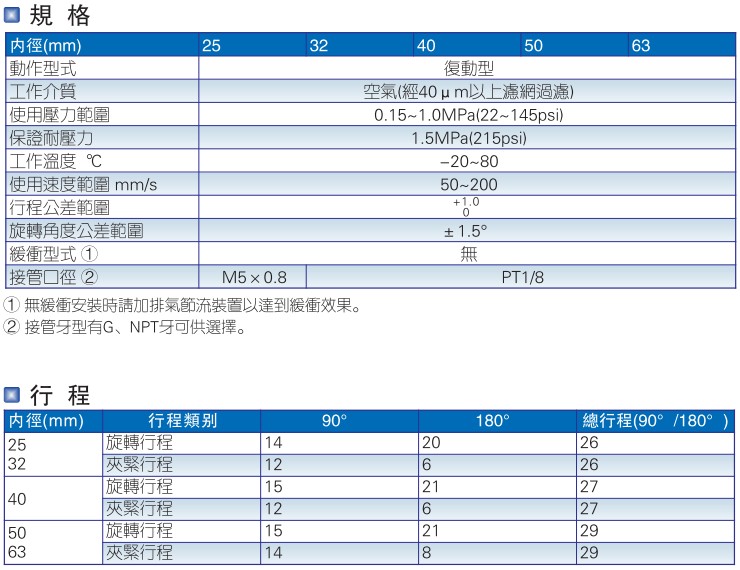 規 格
内徑(mm) 25 32 40 50 63
動作型式 復動型
工作介質 空氣(經40μm以上濾網過濾)
使用壓力範圍 0.15~1.0MPa(22~145psi)
保證耐壓力 1.5MPa(215psi)
工作溫度 ℃ −20~80
使用速度範圍 mm/s 50~200
行程公差範圍 +1.0 0
旋轉角度公差範圍 ±1.5°
緩衝型式① 無
接管口徑② M5×0.8 PT1/8
① 無緩衝安裝時請加排氣節流裝置以達到緩衝效果。
② 接管牙型有G、NPT牙可供選擇。
行 程
内徑(mm) 行程類别 90° 180° 總行程(90° /180° )
25 旋轉行程 14 20 26
32 夾緊行程 12 6 26
40 旋轉行程 15 21 27
夾緊行程 12 6 27
50 旋轉行程 15 21 29
63 夾緊行程 14 8 29